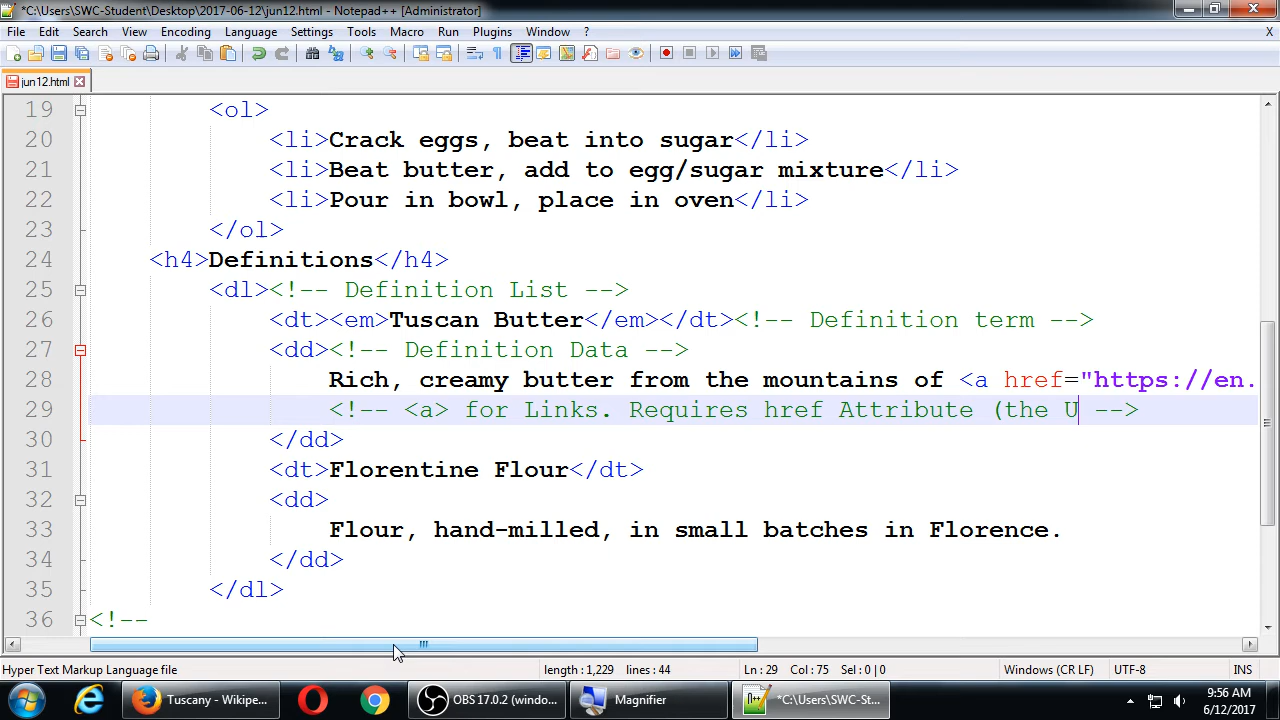 *C:\Users\SWC-Student\Desktop\2017-06-12\jun12.html - Notepad++ [Administrator]
File Edit Search View Encoding Language Settings Tools Macro Run Plugins Window ? X
jun12.html
19 <ol>
20 <li>Crack eggs, beat into sugar</li>
21 <li>Beat butter, add to egg/sugar mixture</li>
22 <li>Pour in bowl, place in oven</li>
23 </ol>
24 <h4>Definitions</h4>
25 <dl><!-- Definition List -->
26 <dt><em>Tuscan Butter</em></dt><!-- Definition term -->
27 <dd><!-- Definition Data -->
28 Rich, creamy butter from the mountains of <a href="https://en.
29 <!-- <a> for Links. Requires href Attribute (the U -->
30 </dd>
31 <dt>Florentine Flour</dt>
32 <dd>
33 Flour, hand-milled, in small batches in Florence.
34 </dd>
35 </dl>
36 <!--
Hyper Text Markup Language file length : 1,229 lines : 44 Ln : 29 Col : 75 Sel : 0 | 0 Windows (CR LF) UTF-8 INS
Tuscany - Wikipe... OBS 17.0.2 (windo... Magnifier *C:\Users\SWC-St... 9:56 AM
6/12/2017